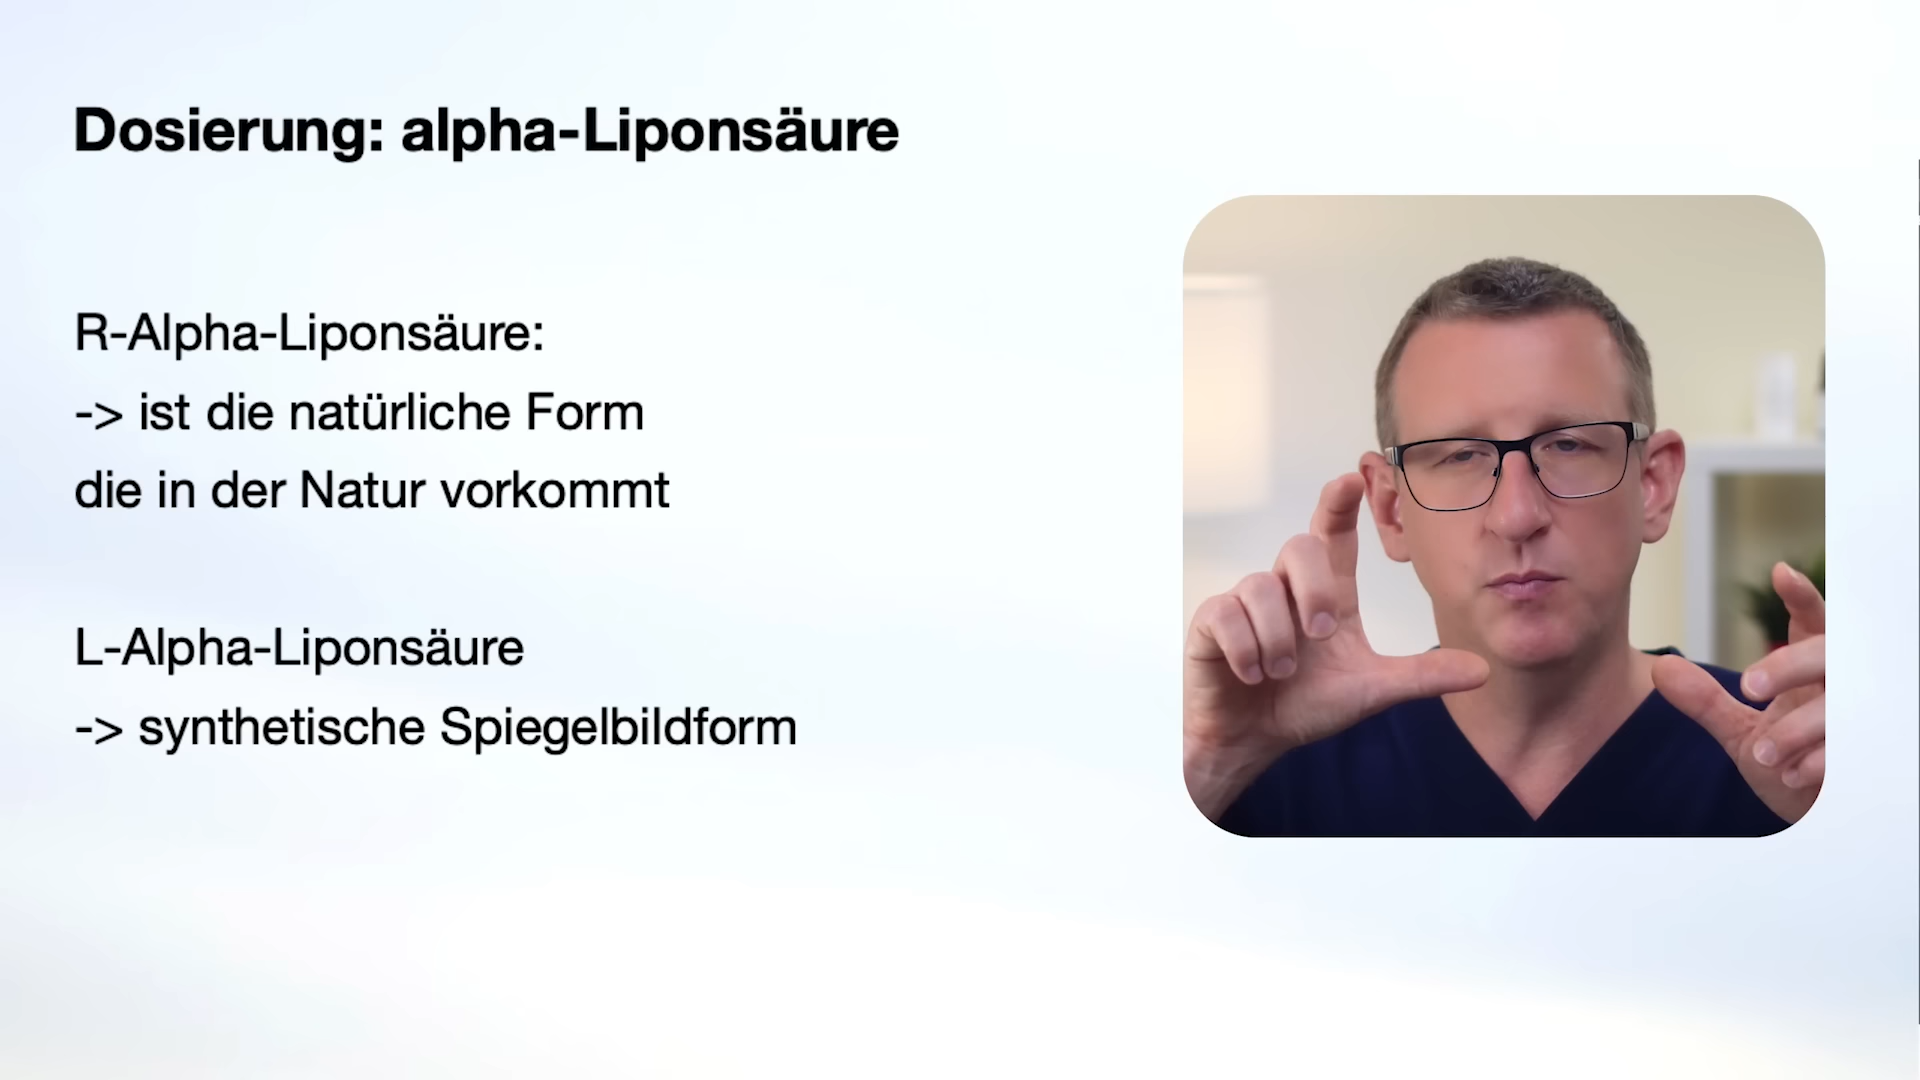 Dosierung: alpha-Liponsäure
R-Alpha-Liponsäure:
-> ist die natürliche Form
die in der Natur vorkommt
L-Alpha-Liponsäure
-> synthetische Spiegelbildform